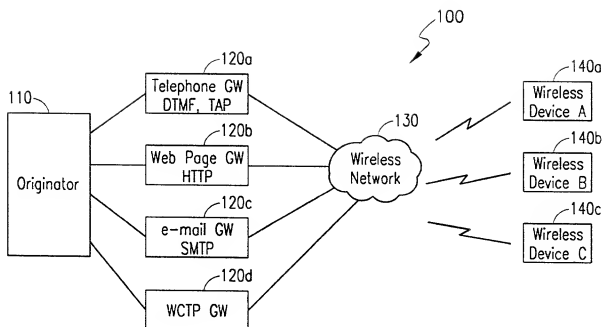 100
110
Originator
120a
Telephone GW
DTMF, TAP
120b
Web Page GW
HTTP
120c
e-mail GW
SMTP
120d
WCTP GW
130
Wireless
Network
140a
Wireless
Device A
140b
Wireless
Device B
140c
Wireless
Device C